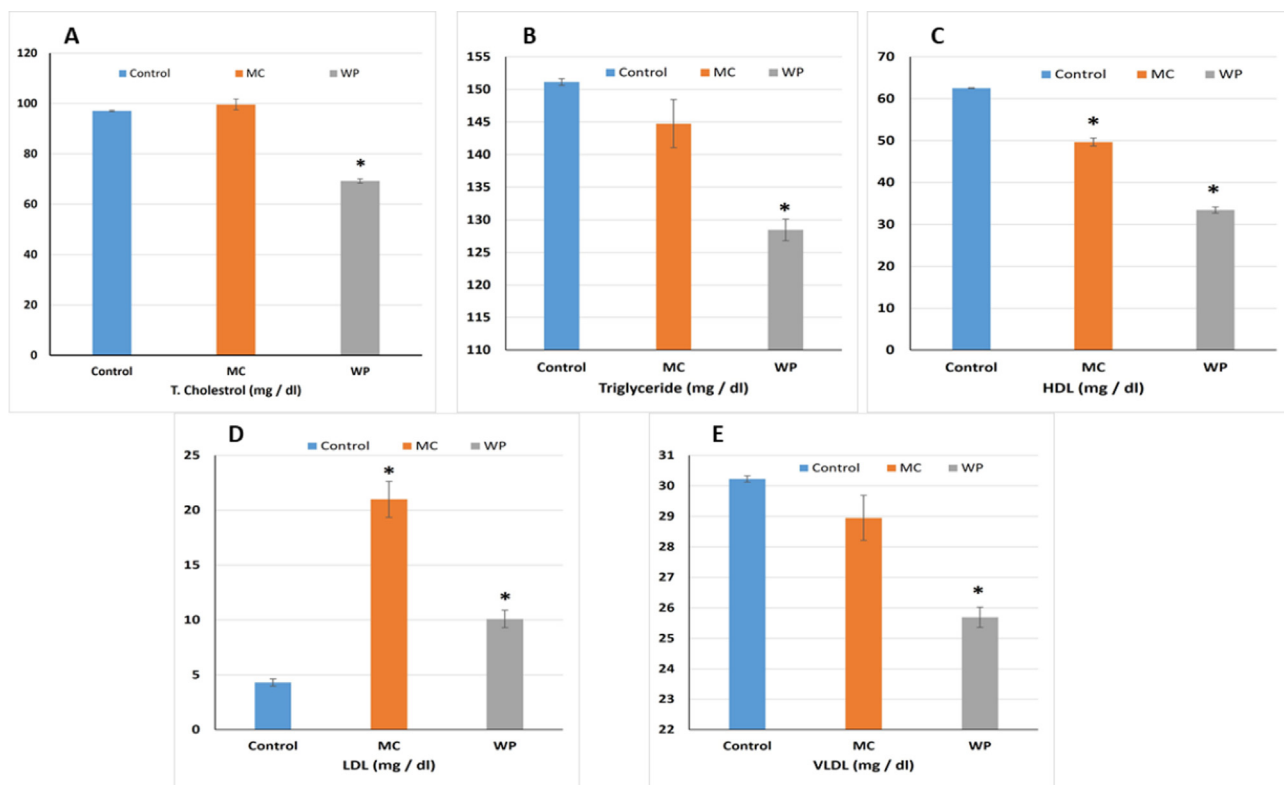 A
Control MC WP
120
100
80
60
40
20
0
*
Control MC WP
T. Cholestrol (mg / dl)
B
Control MC WP
155
150
145
140
135
130
125
120
115
110
*
Control MC WP
Triglyceride (mg / dl)
C
Control MC WP
70
60
50
40
30
20
10
0
*
*
Control MC WP
HDL (mg / dl)
D
Control MC WP
25
20
15
10
5
0
*
*
Control MC WP
LDL (mg / dl)
E
Control MC WP
31
30
29
28
27
26
25
24
23
22
*
Control MC WP
VLDL (mg / dl)